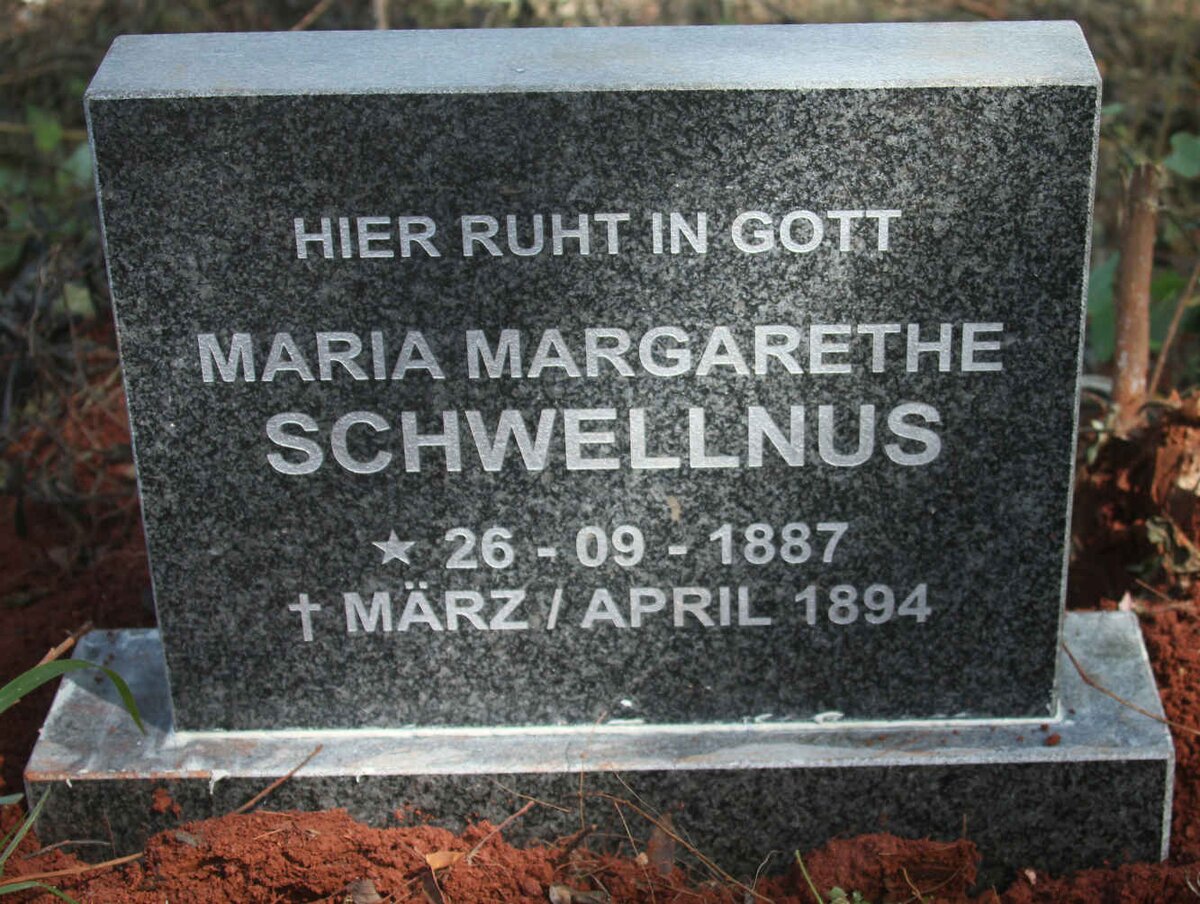 HIER RUHT IN GOTT
MARIA MARGARETHE
SCHWELLNUS
★ 26 - 09 - 1887
† MÄRZ / APRIL 1894